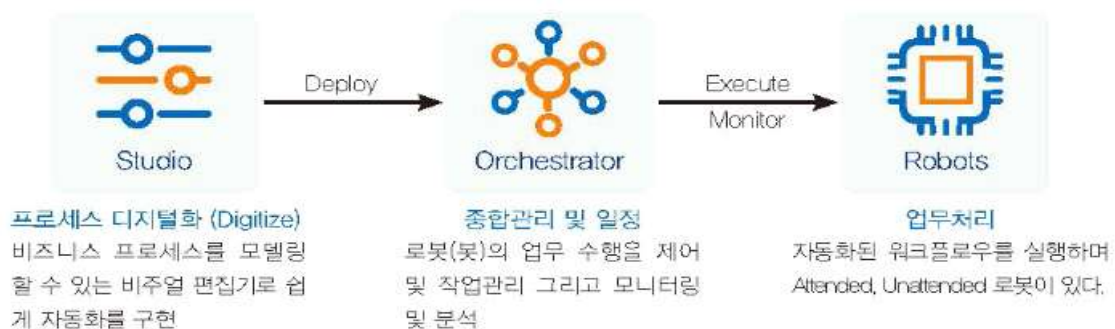 Deploy
Execute
Monitor
Studio
Orchestrator
Robots
프로세스 디지털화 (Digitize)
비즈니스 프로세스를 모델링
할 수 있는 비주얼 편집기로 쉽
게 자동화를 구현
종합관리 및 일정
로봇(봇)의 업무 수행을 제어
및 작업관리 그리고 모니터링
및 분석
업무처리
자동화된 워크플로우를 실행하며
Attended, Unattended 로봇이 있다.